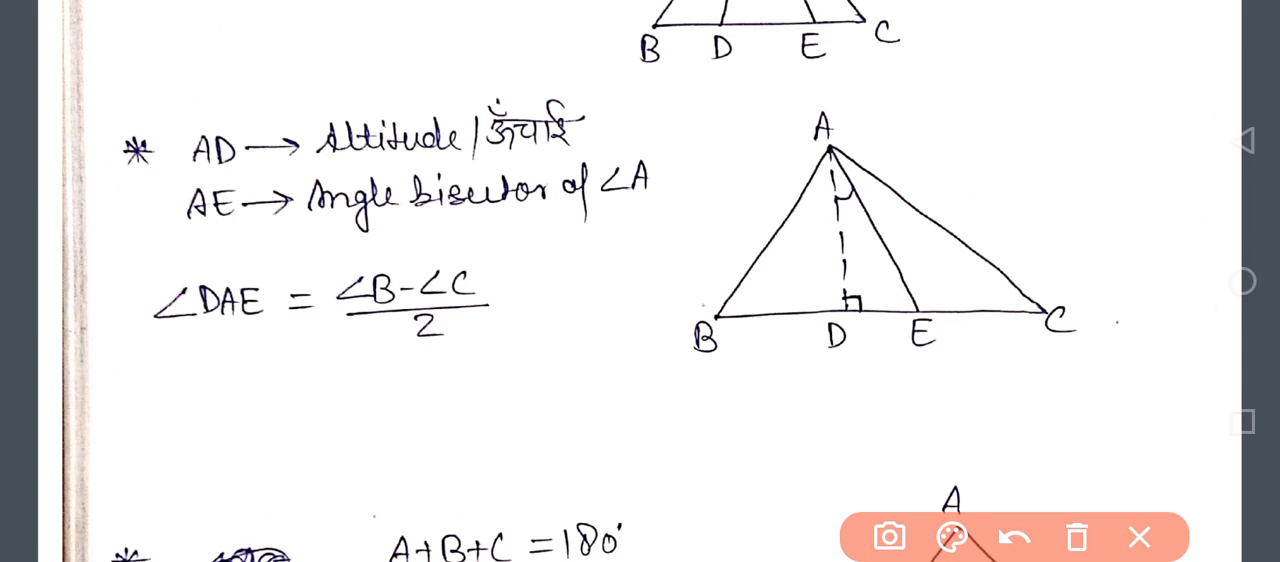 B D E C
* AD → Altitude / ऊँचाई
AE → Angle bisector of ∠A
∠DAE = ∠B-∠C
2
A
B D E C
A
* A+B+C = 180°